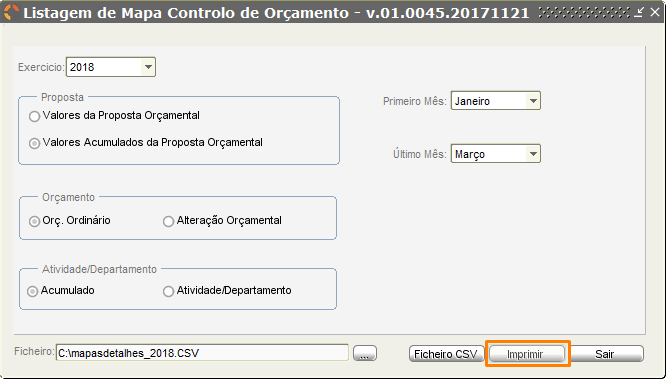 Listagem de Mapa Controlo de Orçamento - v.01.0045.20171121
Exercicio: 2018
Proposta
Valores da Proposta Orçamental
Valores Acumulados da Proposta Orçamental
Primeiro Mês: Janeiro
Último Mês: Março
Orçamento
Orç. Ordinário Alteração Orçamental
Atividade/Departamento
Acumulado Atividade/Departamento
Ficheiro: C:\mapasdetalhes_2018.CSV ... Ficheiro CSV Imprimir Sair